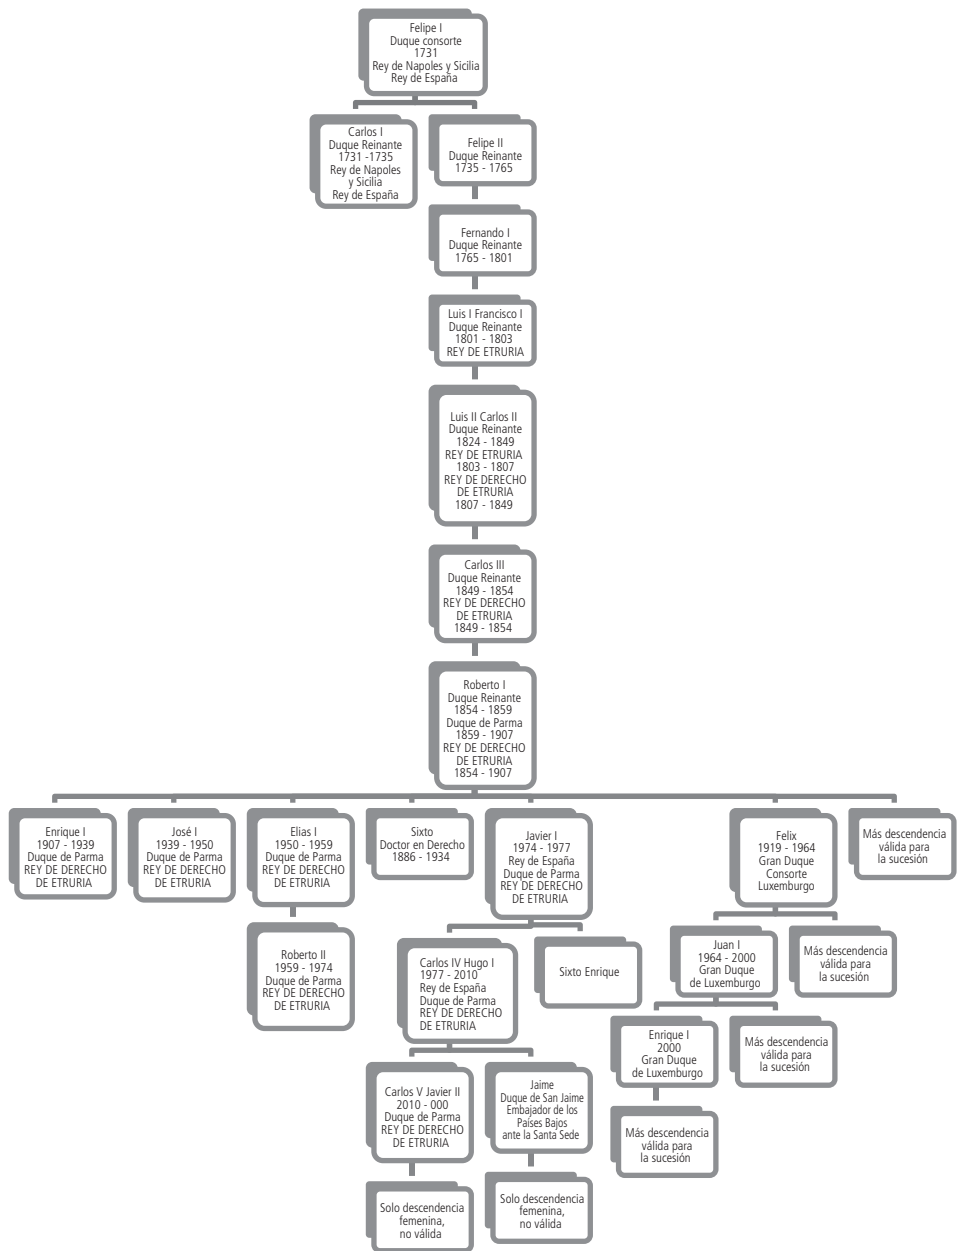 Felipe I
Duque consorte
1731
Rey de Napoles y Sicilia
Rey de España
Carlos I
Duque Reinante
1731 -1735
Rey de Napoles
y Sicilia
Rey de España
Felipe II
Duque Reinante
1735 - 1765
Fernando I
Duque Reinante
1765 - 1801
Luis I Francisco I
Duque Reinante
1801 - 1803
REY DE ETRURIA
Luis II Carlos II
Duque Reinante
1824 - 1849
REY DE ETRURIA
1803 - 1807
REY DE DERECHO
DE ETRURIA
1807 - 1849
Carlos III
Duque Reinante
1849 - 1854
REY DE DERECHO
DE ETRURIA
1849 - 1854
Roberto I
Duque Reinante
1854 - 1859
Duque de Parma
1859 - 1907
REY DE DERECHO
DE ETRURIA
1854 - 1907
Enrique I
1907 - 1939
Duque de Parma
REY DE DERECHO
DE ETRURIA
José I
1939 - 1950
Duque de Parma
REY DE DERECHO
DE ETRURIA
Elias I
1950 - 1959
Duque de Parma
REY DE DERECHO
DE ETRURIA
Sixto
Doctor en Derecho
1886 - 1934
Javier I
1974 - 1977
Rey de España
Duque de Parma
REY DE DERECHO
DE ETRURIA
Felix
1919 - 1964
Gran Duque
Consorte
Luxemburgo
Más descendencia
válida para
la sucesión
Roberto II
1959 - 1974
Duque de Parma
REY DE DERECHO
DE ETRURIA
Carlos IV Hugo I
1977 - 2010
Rey de España
Duque de Parma
REY DE DERECHO
DE ETRURIA
Sixto Enrique
Juan I
1964 - 2000
Gran Duque
de Luxemburgo
Más descendencia
válida para
la sucesión
Enrique I
2000
Gran Duque
de Luxemburgo
Más descendencia
válida para
la sucesión
Carlos V Javier II
2010 - 000
Duque de Parma
REY DE DERECHO
DE ETRURIA
Jaime
Duque de San Jaime
Embajador de los
Países Bajos
ante la Santa Sede
Más descendencia
válida para
la sucesión
Solo descendencia
femenina,
no válida
Solo descendencia
femenina,
no válida